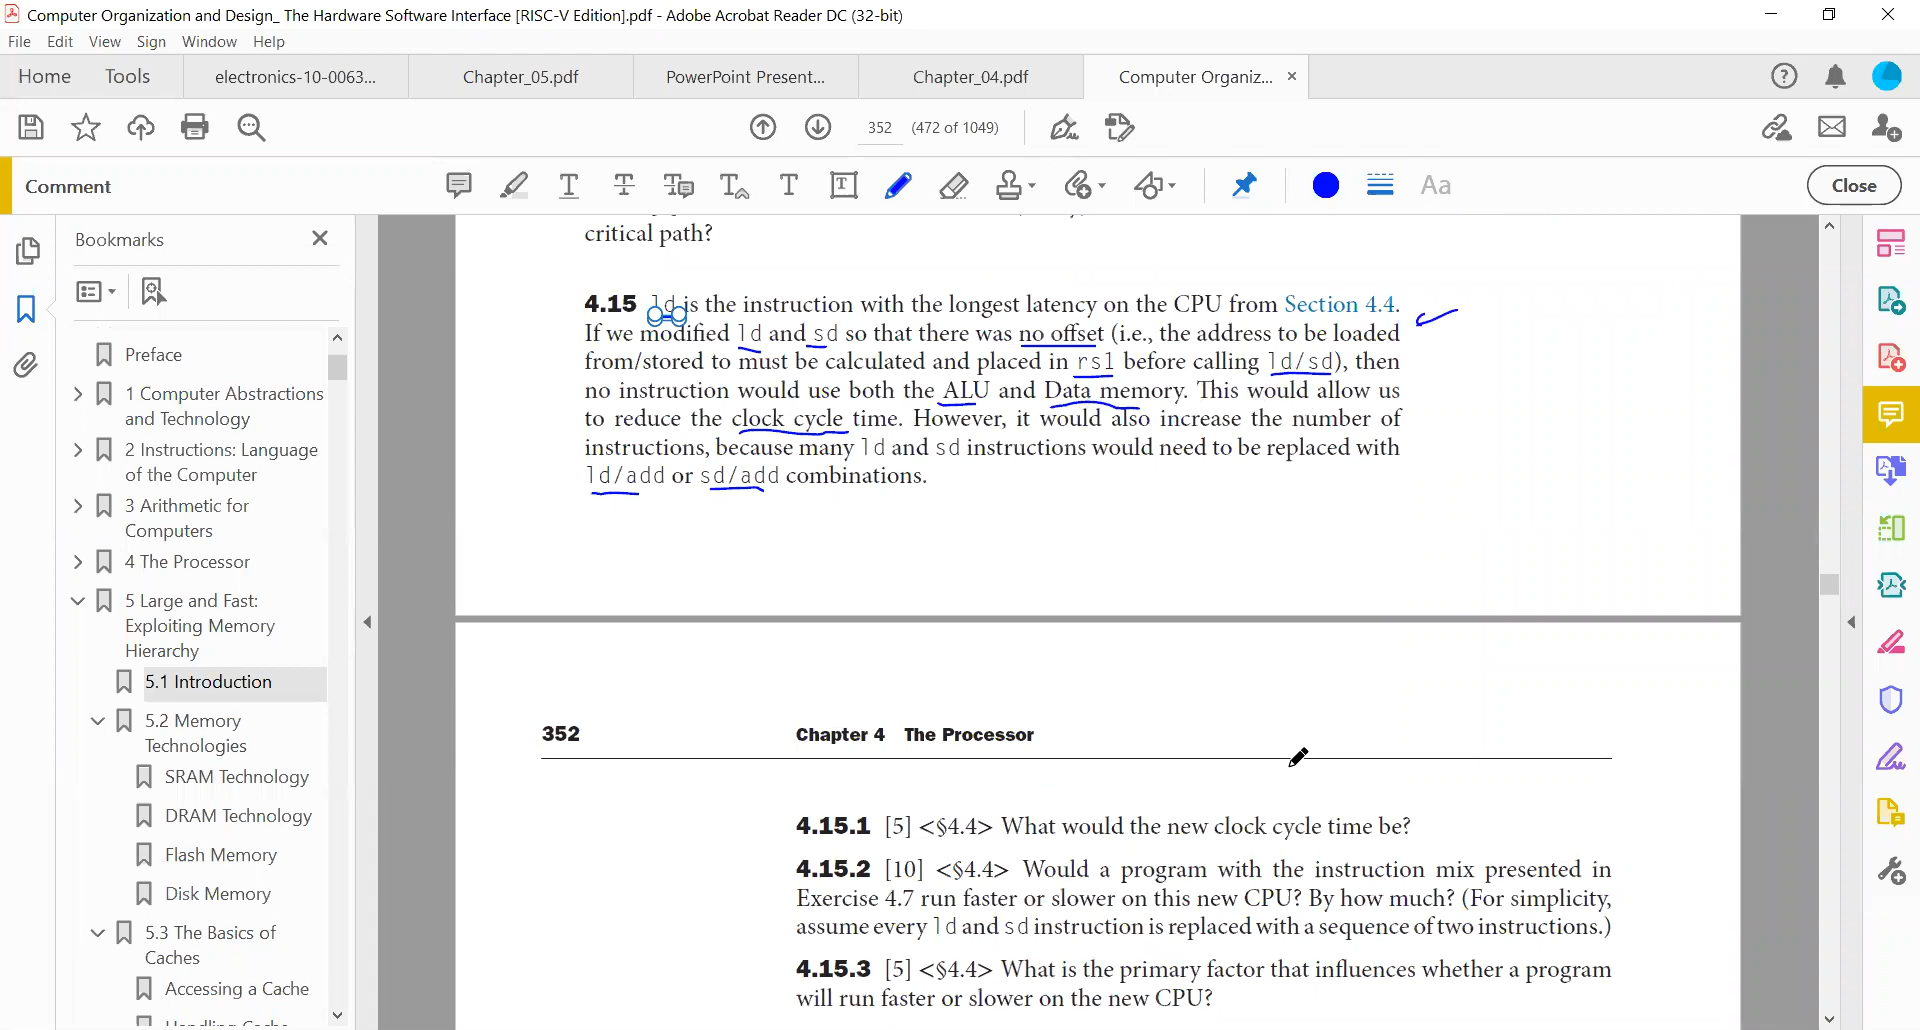 Computer Organization and Design_ The Hardware Software Interface [RISC-V Edition].pdf - Adobe Acrobat Reader DC (32-bit)
File Edit View Sign Window Help
Home Tools electronics-10-0063... Chapter_05.pdf PowerPoint Present... Chapter_04.pdf Computer Organiz... ×
352 (472 of 1049)
Comment Aa Close
Bookmarks
Preface
1 Computer Abstractions
and Technology
2 Instructions: Language
of the Computer
3 Arithmetic for
Computers
4 The Processor
5 Large and Fast:
Exploiting Memory
Hierarchy
5.1 Introduction
5.2 Memory
Technologies
SRAM Technology
DRAM Technology
Flash Memory
Disk Memory
5.3 The Basics of
Caches
Accessing a Cache
critical path?
4.15 ld is the instruction with the longest latency on the CPU from Section 4.4.
If we modified ld and sd so that there was no offset (i.e., the address to be loaded
from/stored to must be calculated and placed in rs1 before calling ld/sd), then
no instruction would use both the ALU and Data memory. This would allow us
to reduce the clock cycle time. However, it would also increase the number of
instructions, because many ld and sd instructions would need to be replaced with
ld/add or sd/add combinations.
352 Chapter 4 The Processor
4.15.1 [5] <§4.4> What would the new clock cycle time be?
4.15.2 [10] <§4.4> Would a program with the instruction mix presented in
Exercise 4.7 run faster or slower on this new CPU? By how much? (For simplicity,
assume every ld and sd instruction is replaced with a sequence of two instructions.)
4.15.3 [5] <§4.4> What is the primary factor that influences whether a program
will run faster or slower on the new CPU?